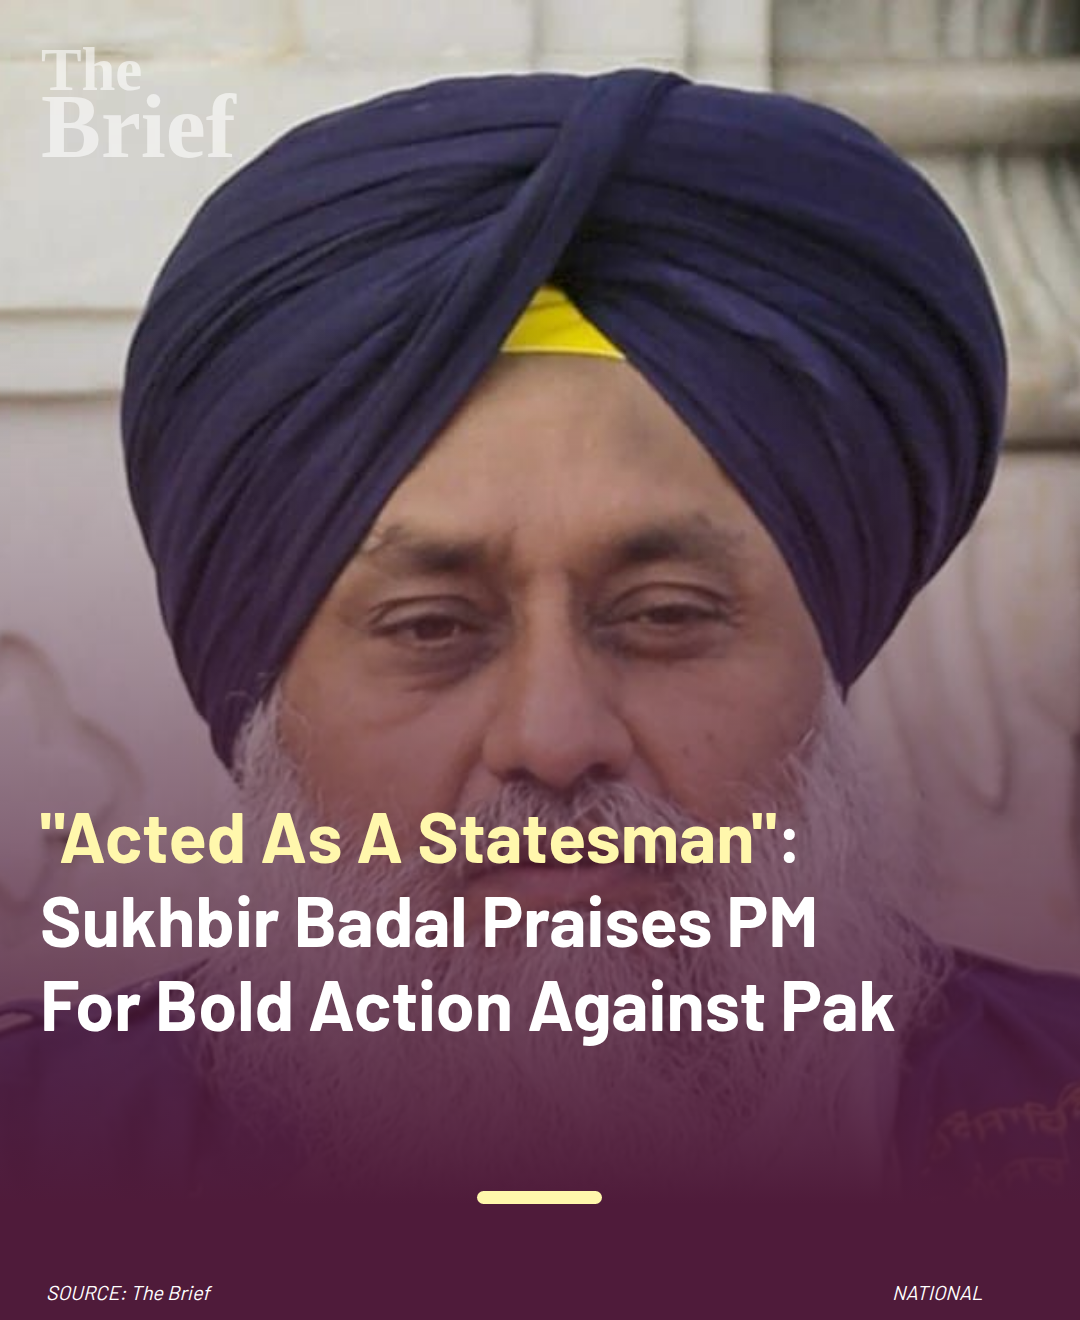 The
Brief
"Acted As A Statesman":
Sukhbir Badal Praises PM
For Bold Action Against Pak
SOURCE: The Brief
NATIONAL